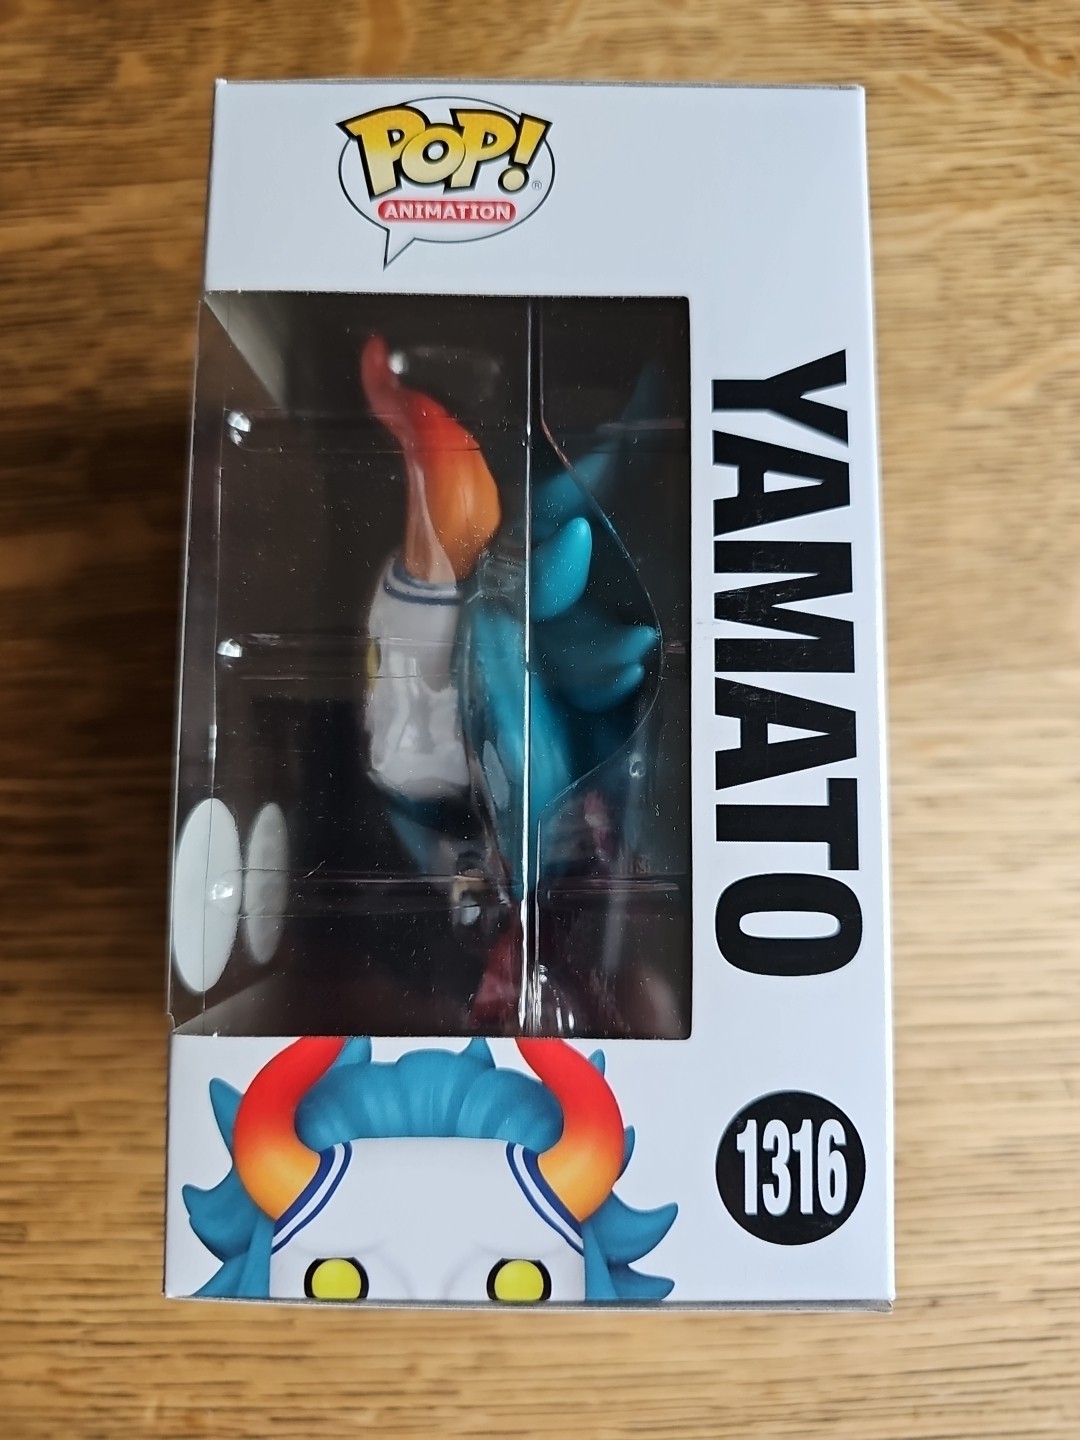 POP!
®
ANIMATION
YAMATO
1316